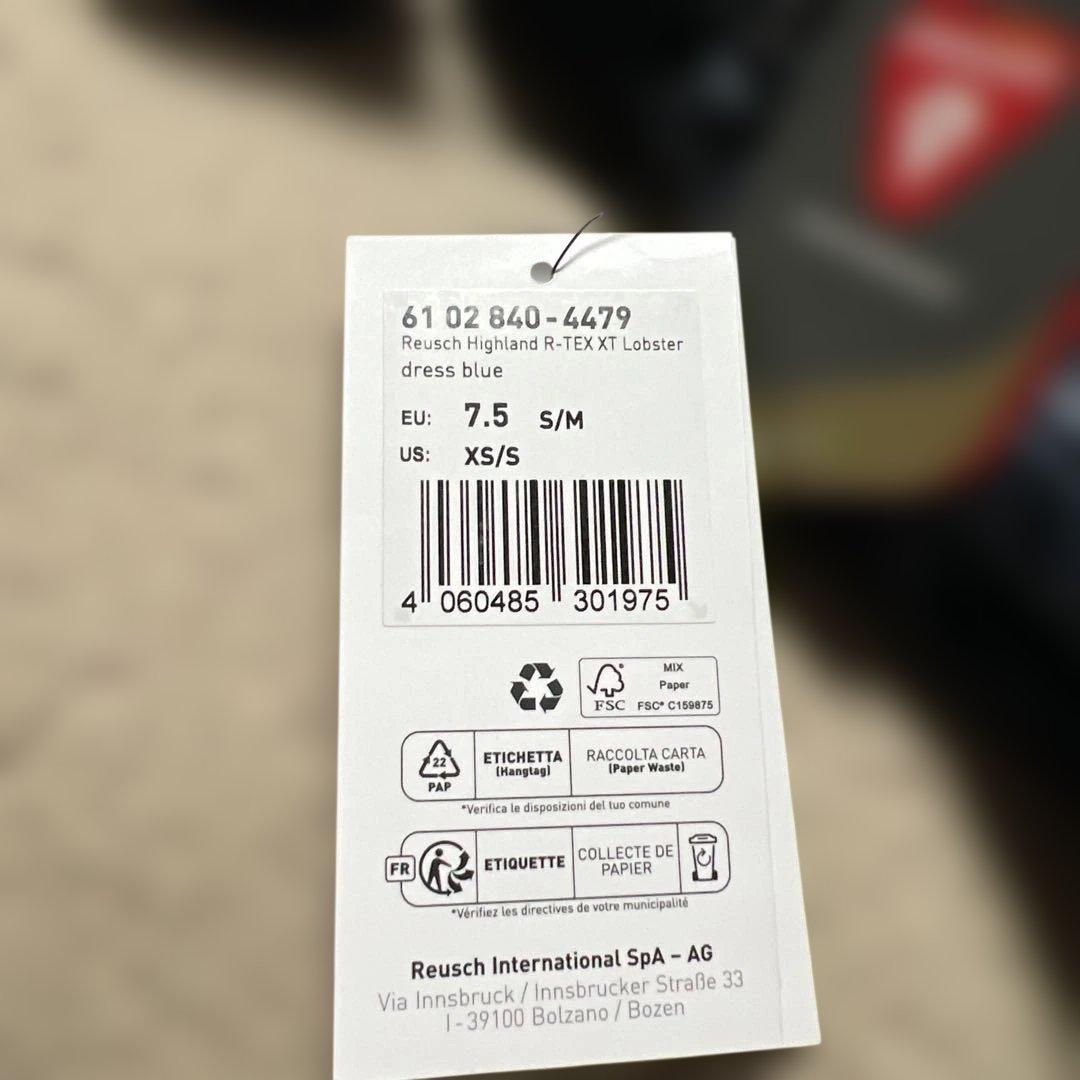 61 02 840-4479
Reusch Highland R-TEX XT Lobster
dress blue
EU: 7.5 S/M
US: XS/S
4 060485 301975
FSC
MIX
Paper
FSC® C159875
22
PAP
ETICHETTA
(Hangtag)
RACCOLTA CARTA
(Paper Waste)
*Verifica le disposizioni del tuo comune
FR
ETIQUETTE
COLLECTE DE
PAPIER
*Vérifiez les directives de votre municipalité
Reusch International SpA – AG
Via Innsbruck / Innsbrucker Straße 33
I-39100 Bolzano / Bozen